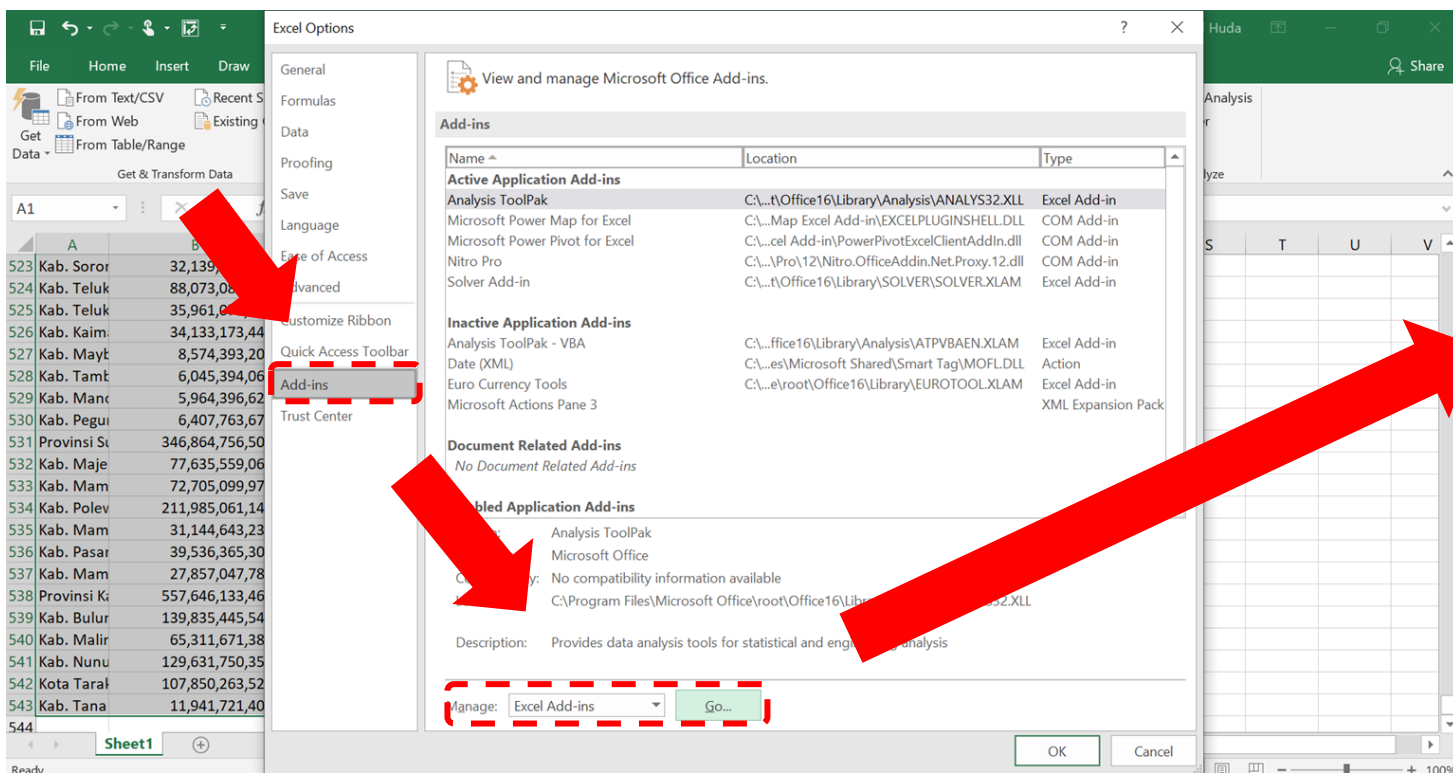 Excel Options
?
Huda
File Home Insert Draw
Share
From Text/CSV
From Web
From Table/Range
Existing
Get
Data
Get & Transform Data
Analysis
A1
General
Formulas
Data
Proofing
Save
Language
Ease of Access
Customize Ribbon
Quick Access Toolbar
Add-ins
Trust Center
View and manage Microsoft Office Add-ins.
Add-ins
Name Location Type
Active Application Add-ins
Analysis ToolPak C:\...t\Office16\Library\Analysis\ANALYS32.XLL Excel Add-in
Microsoft Power Map for Excel C:\...Map Excel Add-in\EXCELPLUGINSHELL.DLL COM Add-in
Microsoft Power Pivot for Excel C:\...cel Add-in\PowerPivotExcelClientAddIn.dll COM Add-in
Nitro Pro C:\...\Pro\12\Nitro.OfficeAddin.Net.Proxy.12.dll COM Add-in
Solver Add-in C:\...t\Office16\Library\SOLVER\SOLVER.XLAM Excel Add-in
Inactive Application Add-ins
Analysis ToolPak - VBA C:\...ffice16\Library\Analysis\ATPVBAEN.XLAM Excel Add-in
Date (XML) C:\...es\Microsoft Shared\Smart Tag\MOFL.DLL Action
Euro Currency Tools C:\...e\root\Office16\Library\EUROTOOL.XLAM Excel Add-in
Microsoft Actions Pane 3 XML Expansion Pack
Document Related Add-ins
No Document Related Add-ins
Application Add-ins
Analysis ToolPak
Microsoft Office
No compatibility information available
C:\Program Files\Microsoft Office\root\Office16\
Description: Provides data analysis tools for statistical and analysis
Manage: Excel Add-ins Go...
OK Cancel
A S T U V
523 Kab. Soror 32,139,
524 Kab. Teluk 88,073,
525 Kab. Teluk 35,961,
526 Kab. Kaim 34,133,173,44
527 Kab. Mayb 8,574,393,20
528 Kab. Tamb 6,045,394,06
529 Kab. Mano 5,964,396,62
530 Kab. Pegu 6,407,763,67
531 Provinsi Su 346,864,756,50
532 Kab. Maje 77,635,559,06
533 Kab. Mam 72,705,099,97
534 Kab. Polew 211,985,061,14
535 Kab. Mam 31,144,643,23
536 Kab. Pasar 39,536,365,30
537 Kab. Mam 27,857,047,78
538 Provinsi Ka 557,646,133,46
539 Kab. Bulur 139,835,445,54
540 Kab. Malir 65,311,671,38
541 Kab. Nunu 129,631,750,35
542 Kota Tarak 107,850,263,52
543 Kab. Tana 11,941,721,40
544
Sheet1
Ready
100%